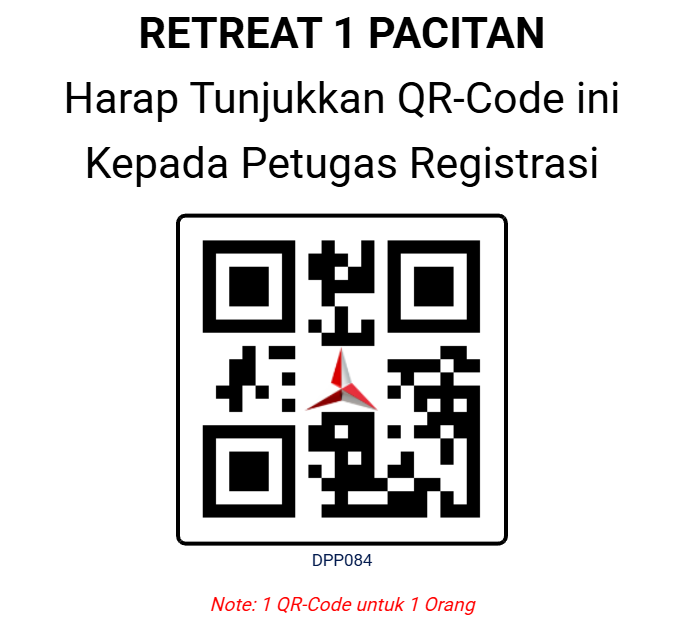 RETREAT 1 PACITAN
Harap Tunjukkan QR-Code ini
Kepada Petugas Registrasi
DPP084
Note: 1 QR-Code untuk 1 Orang